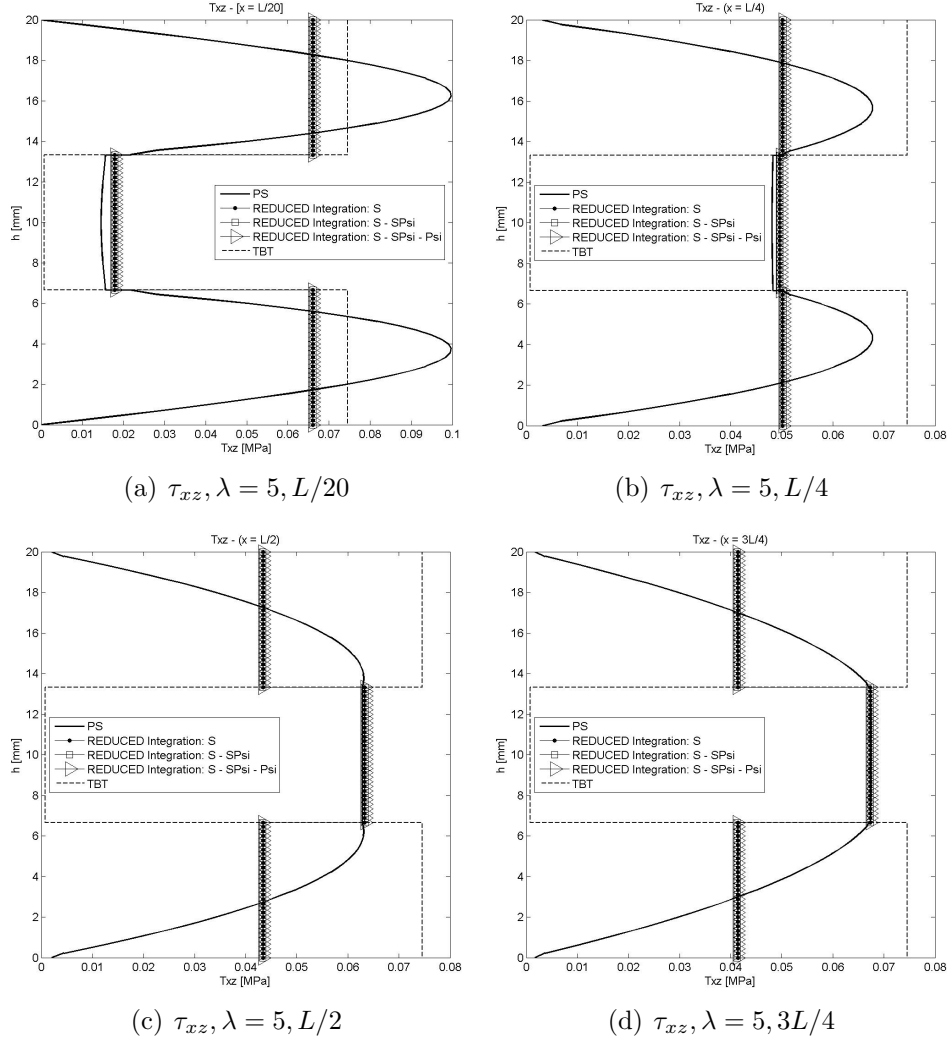 Txz - [x = L/20]
20
18
16
14
12
10
8
6
4
2
0
h [mm]
PS
REDUCED Integration: S
REDUCED Integration: S - SPsi
REDUCED Integration: S - SPsi - Psi
TBT
0 0.01 0.02 0.03 0.04 0.05 0.06 0.07 0.08 0.09 0.1
Txz [MPa]
(a) τxz, λ = 5, L/20
Txz - (x = L/4)
20
18
16
14
12
10
8
6
4
2
0
h [mm]
PS
REDUCED Integration: S
REDUCED Integration: S - SPsi
REDUCED Integration: S - SPsi - Psi
TBT
0 0.01 0.02 0.03 0.04 0.05 0.06 0.07 0.08
Txz [MPa]
(b) τxz, λ = 5, L/4
Txz - (x = L/2)
20
18
16
14
12
10
8
6
4
2
0
h [mm]
PS
REDUCED Integration: S
REDUCED Integration: S - SPsi
REDUCED Integration: S - SPsi - Psi
TBT
0 0.01 0.02 0.03 0.04 0.05 0.06 0.07 0.08
Txz [MPa]
(c) τxz, λ = 5, L/2
Txz - (x = 3L/4)
20
18
16
14
12
10
8
6
4
2
0
h [mm]
PS
REDUCED Integration: S
REDUCED Integration: S - SPsi
REDUCED Integration: S - SPsi - Psi
TBT
0 0.01 0.02 0.03 0.04 0.05 0.06 0.07 0.08
Txz [MPa]
(d) τxz, λ = 5, 3L/4